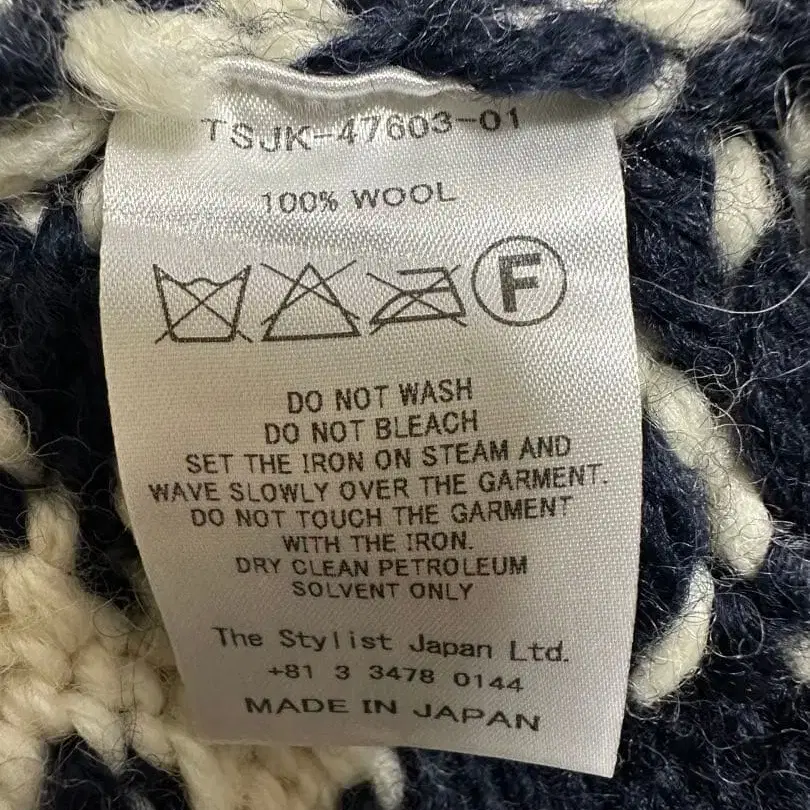 TSJK-47603-01
100% WOOL
F
DO NOT WASH
DO NOT BLEACH
SET THE IRON ON STEAM AND
WAVE SLOWLY OVER THE GARMENT.
DO NOT TOUCH THE GARMENT
WITH THE IRON.
DRY CLEAN PETROLEUM
SOLVENT ONLY
The Stylist Japan Ltd.
+81 3 3478 0144
MADE IN JAPAN